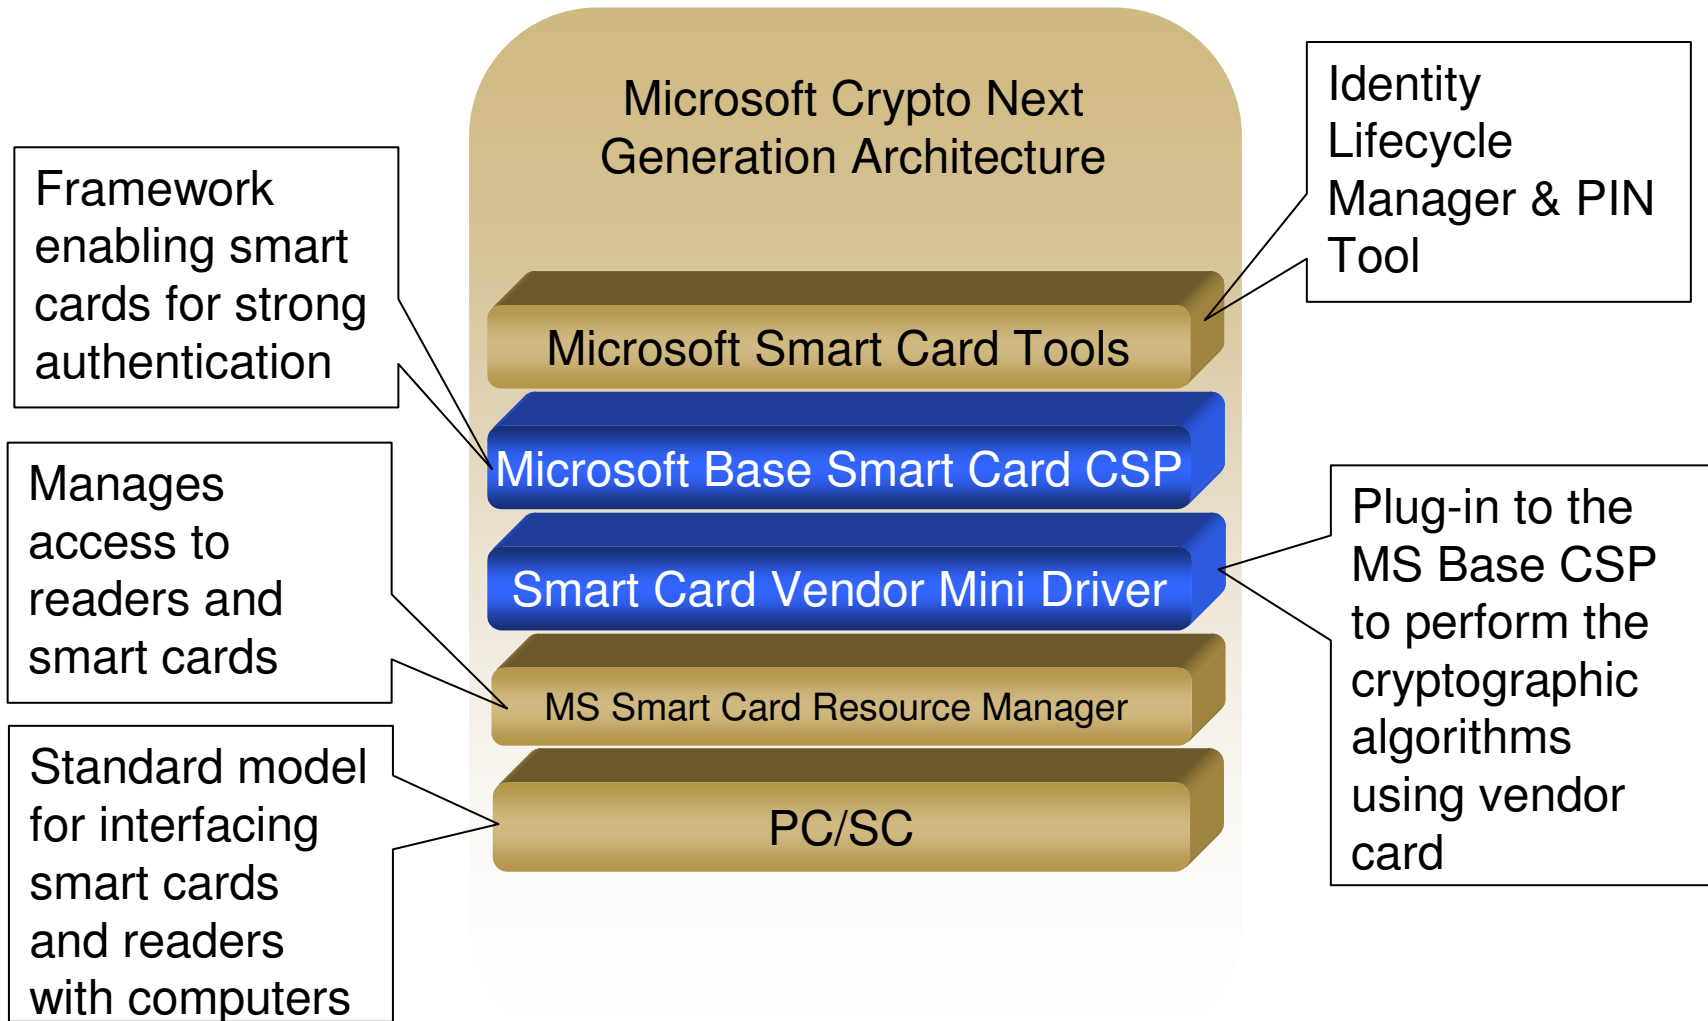 Microsoft Crypto Next
Generation Architecture
Identity
Lifecycle
Manager & PIN
Tool
Framework
enabling smart
cards for strong
authentication
Microsoft Smart Card Tools
Microsoft Base Smart Card CSP
Manages
access to
readers and
smart cards
Smart Card Vendor Mini Driver
Plug-in to the
MS Base CSP
to perform the
cryptographic
algorithms
using vendor
card
MS Smart Card Resource Manager
Standard model
for interfacing
smart cards
and readers
with computers
PC/SC